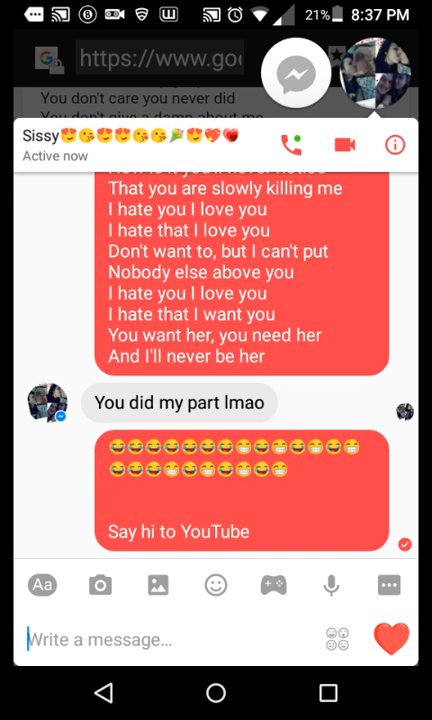 21% 8:37 PM
https://www.goo
You don't care you never did
You don't give a damn about me
Sissy😍😘😍😍😘😘🎉😍💖❤
Active now
That you are slowly killing me
I hate you I love you
I hate that I love you
Don't want to, but I can't put
Nobody else above you
I hate you I love you
I hate that I want you
You want her, you need her
And I'll never be her
You did my part lmao
😂😂😂😂😂😂😂😁😂😁😂😁😂😁
😂😂😂😁😂😁😂😁😂😁
Say hi to YouTube
Aa
Write a message...